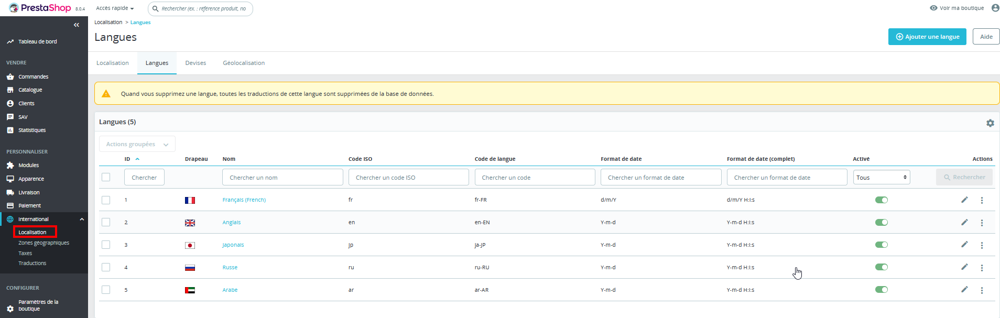 PrestaShop 8.0.4
Accès rapide
Rechercher (ex. : référence produit, no
Voir ma boutique
Tableau de bord
VENDRE
Commandes
Catalogue
Clients
SAV
Statistiques
PERSONNALISER
Modules
Apparence
Livraison
Paiement
International
Localisation
Zones géographiques
Taxes
Traductions
CONFIGURER
Paramètres de la
boutique
Localisation > Langues
Langues
Ajouter une langue
Aide
Localisation Langues Devises Géolocalisation
Quand vous supprimez une langue, toutes les traductions de cette langue sont supprimées de la base de données.
Langues (5)
Actions groupées
ID Drapeau Nom Code ISO Code de langue Format de date Format de date (complet) Activé Actions
Chercher Chercher un nom Chercher un code ISO Chercher un code Chercher un format de date Chercher un format de date Tous Rechercher
1 Français (French) fr fr-FR d/m/Y d/m/Y H:i:s
2 Anglais en en-EN Y-m-d Y-m-d H:i:s
3 Japonais jp ja-JP Y-m-d Y-m-d H:i:s
4 Russe ru ru-RU Y-m-d Y-m-d H:i:s
5 Arabe ar ar-AR Y-m-d Y-m-d H:i:s